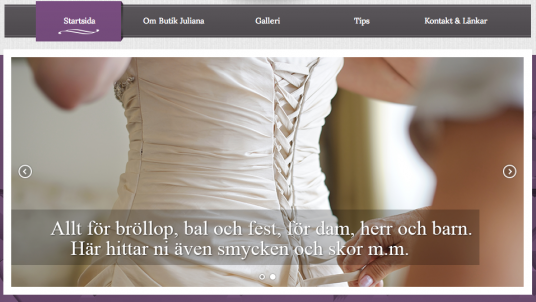 Startsida
Om Butik Juliana
Galleri
Tips
Kontakt & Länkar
Allt för bröllop, bal och fest, för dam, herr och barn.
Här hittar ni även smycken och skor m.m.